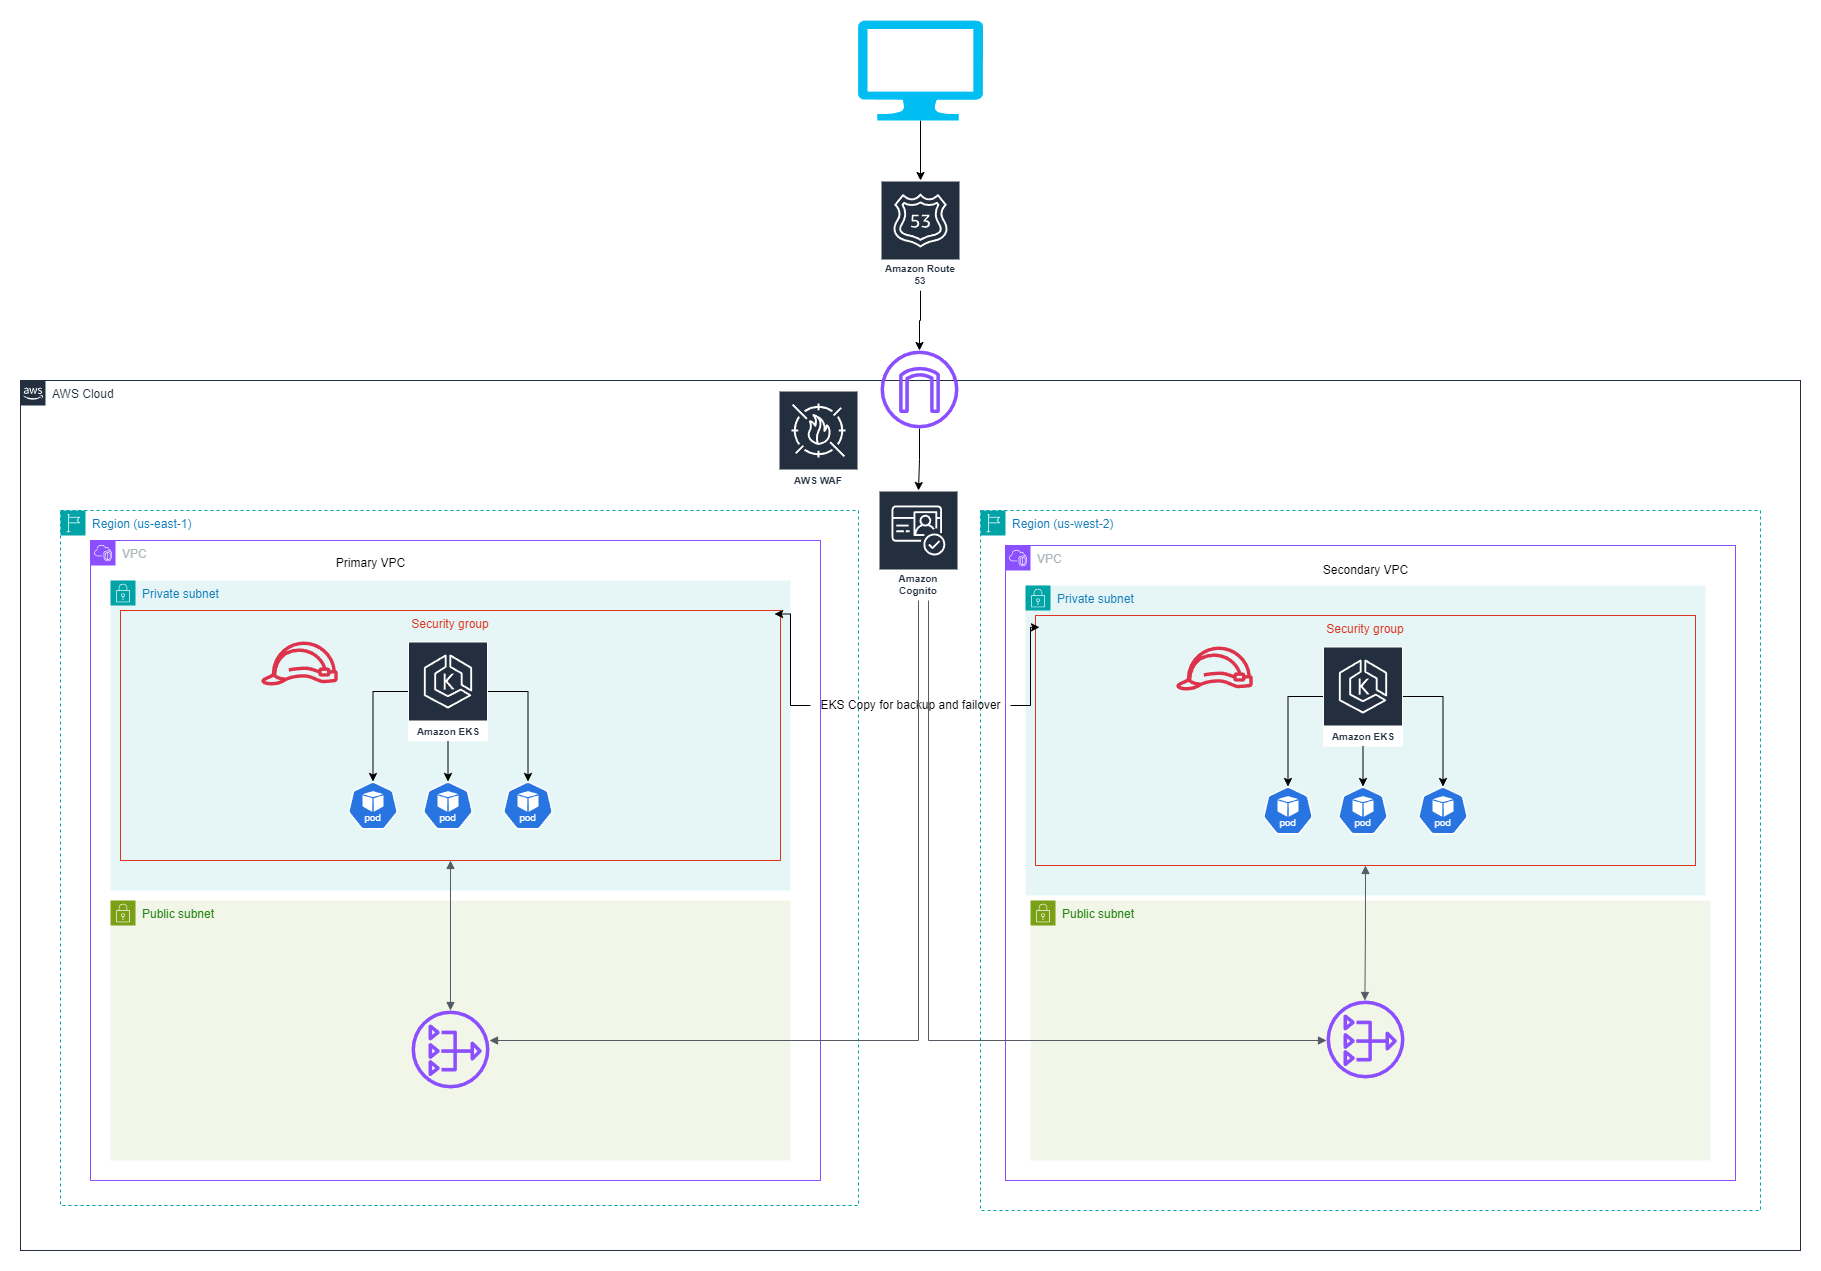 53
Amazon Route
53
aws
AWS Cloud
AWS WAF
Amazon
Cognito
Region (us-east-1)
VPC
Primary VPC
Private subnet
Security group
K
Amazon EKS
pod
pod
pod
Public subnet
EKS Copy for backup and failover
Region (us-west-2)
VPC
Secondary VPC
Private subnet
Security group
K
Amazon EKS
pod
pod
pod
Public subnet